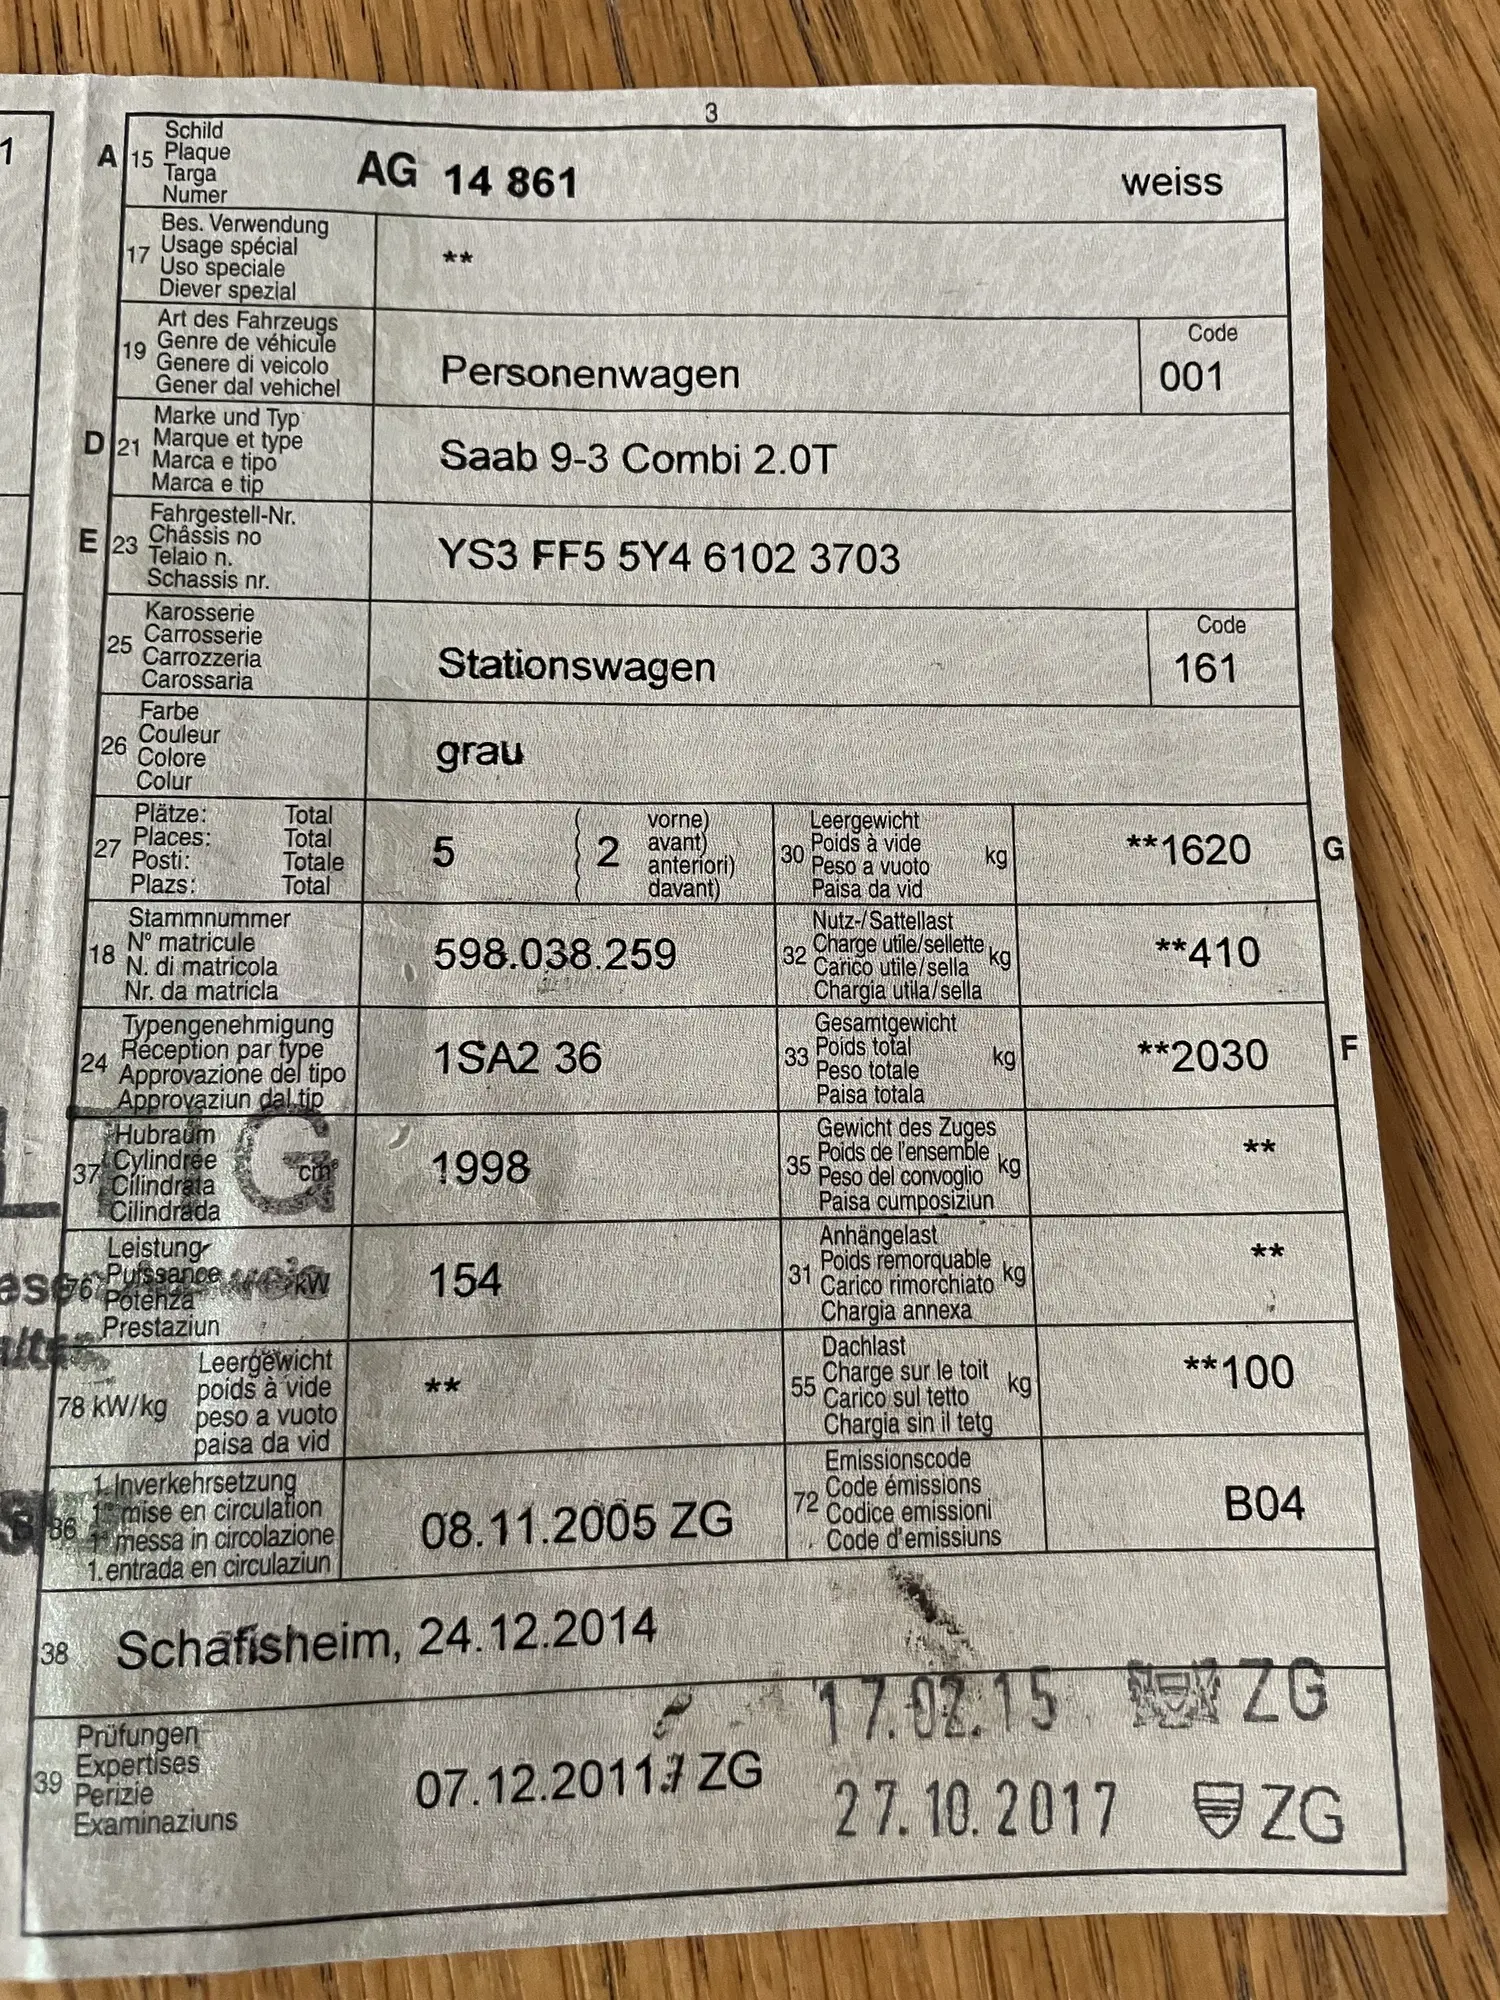 3
1
A 15 Schild
Plaque
Targa
Numer
AG 14 861 weiss
17 Bes. Verwendung
Usage spécial
Uso speciale
Diever spezial
**
19 Art des Fahrzeugs
Genre de véhicule
Genere di veicolo
Gener dal vehichel
Personenwagen
Code
001
D 21 Marke und Typ
Marque et type
Marca e tipo
Marca e tip
Saab 9-3 Combi 2.0T
E 23 Fahrgestell-Nr.
Châssis no
Telaio n.
Schassis nr.
YS3 FF5 5Y4 6102 3703
25 Karosserie
Carrosserie
Carrozzeria
Carossaria
Stationswagen
Code
161
26 Farbe
Couleur
Colore
Colur
grau
27 Plätze: Total
Places: Total
Posti: Totale
Plazs: Total
5 ( 2 vorne)
avant)
anteriori)
davant)
30 Leergewicht
Poids à vide
Peso a vuoto
Paisa da vid
kg
**1620 G
18 Stammnummer
N° matricule
N. di matricola
Nr. da matricla
598.038.259
32 Nutz-/Sattellast
Charge utile/sellette
Carico utile/sella
Chargia utila/sella
kg
**410
24 Typengenehmigung
Réception par type
Approvazione del tipo
Approvaziun dal tip
1SA2 36
33 Gesamtgewicht
Poids total
Peso totale
Paisa totala
kg
**2030 F
37 Hubraum
Cylindrée
Cilindrata
Cilindrada
cm³
1998
35 Gewicht des Zuges
Poids de l'ensemble
Peso del convoglio
Paisa cumposiziun
kg
**
76 Leistung
Puissance
Potenza
Prestaziun
kW
154
31 Anhängelast
Poids remorquable
Carico rimorchiato
Chargia annexa
kg
**
78 kW/kg Leergewicht
poids à vide
peso a vuoto
paisa da vid
**
55 Dachlast
Charge sur le toit
Carico sul tetto
Chargia sin il tetg
kg
**100
B 36 1. Inverkehrsetzung
1re mise en circulation
1a messa in circolazione
1. entrada en circulaziun
08.11.2005 ZG
72 Emissionscode
Code émissions
Codice emissioni
Code d'emissiuns
B04
38 Schafisheim, 24.12.2014
39 Prüfungen
Expertises
Perizie
Examinaziuns
07.12.2011 ZG
17.02.15 ZG
27.10.2017 ZG